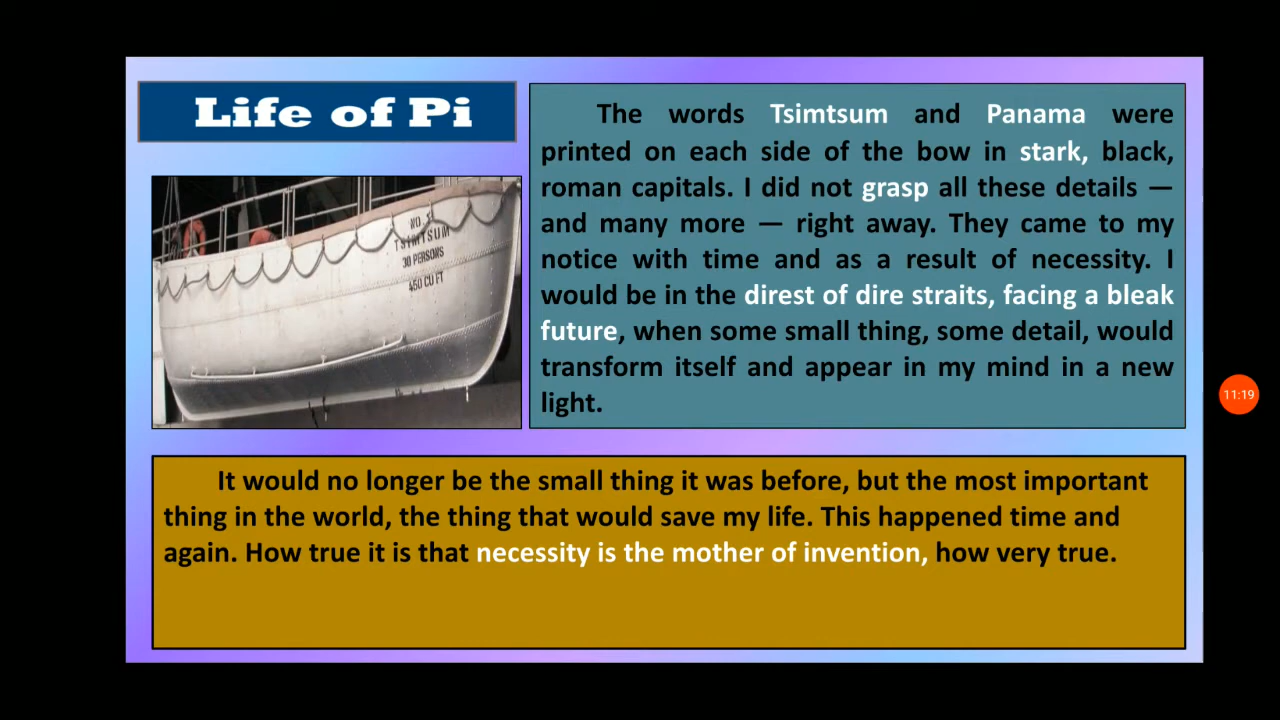 Life of Pi
The words Tsimtsum and Panama were
printed on each side of the bow in stark, black,
roman capitals. I did not grasp all these details —
and many more — right away. They came to my
notice with time and as a result of necessity. I
would be in the direst of dire straits, facing a bleak
future, when some small thing, some detail, would
transform itself and appear in my mind in a new
light.
NO. 1
TSIMTSUM
30 PERSONS
450 CU FT
It would no longer be the small thing it was before, but the most important
thing in the world, the thing that would save my life. This happened time and
again. How true it is that necessity is the mother of invention, how very true.
11:19